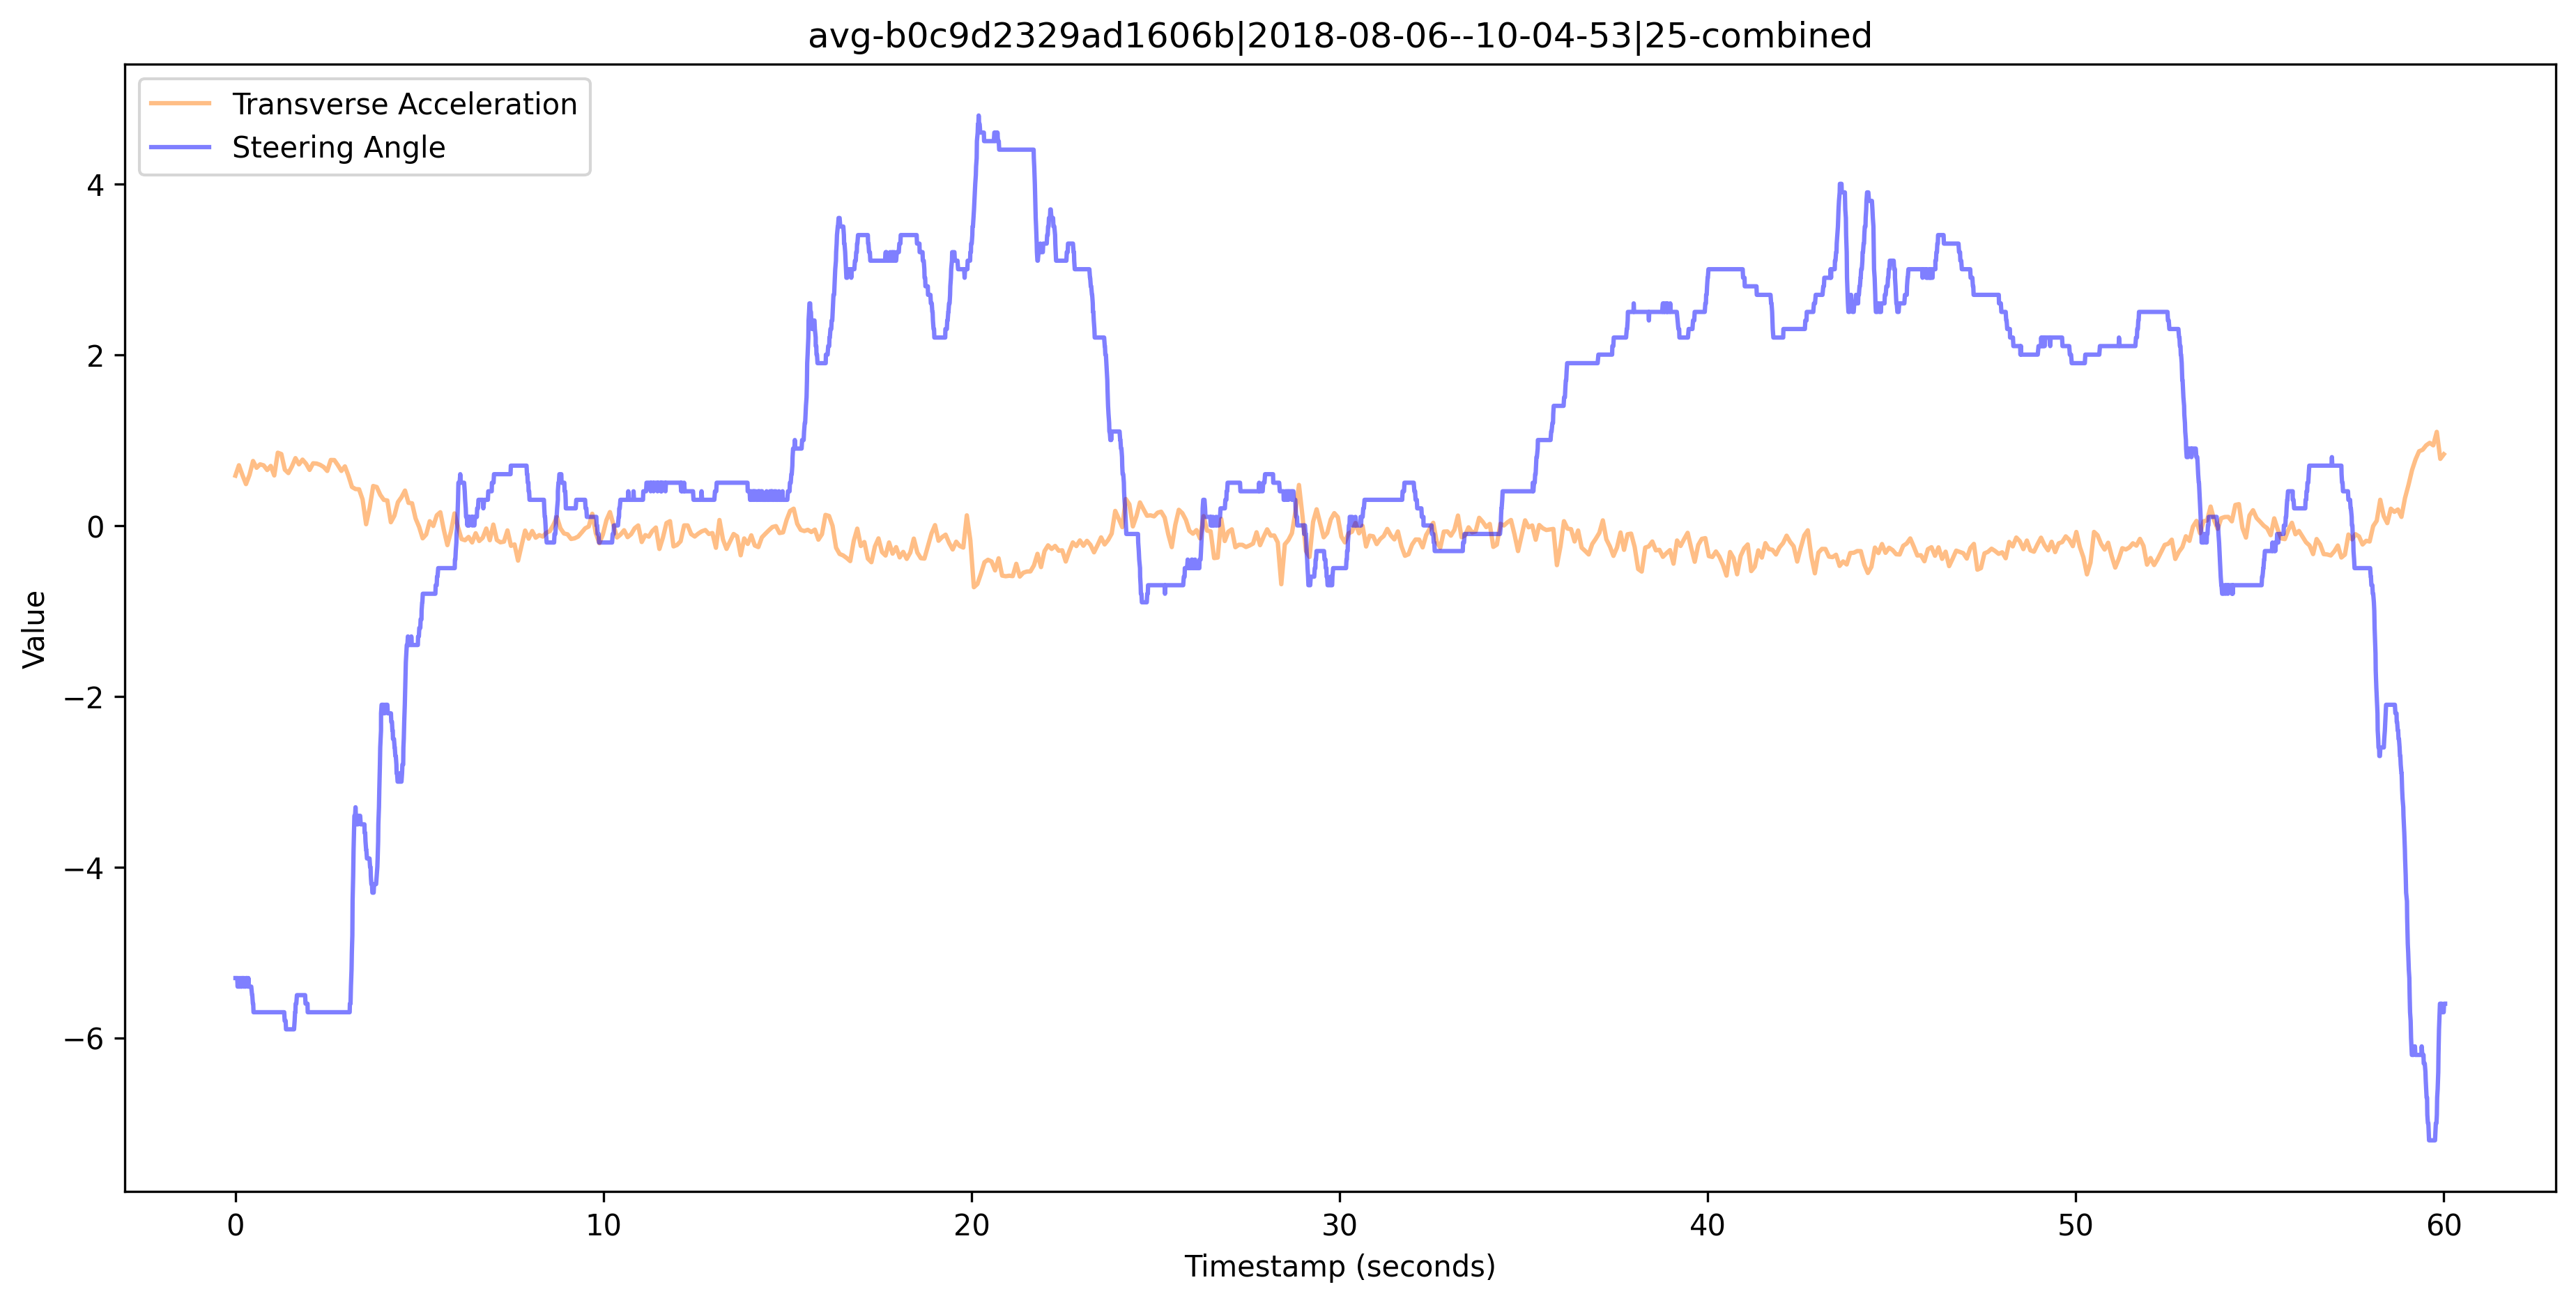 avg-b0c9d2329ad1606b|2018-08-06--10-04-53|25-combined
Transverse Acceleration
Steering Angle
4
2
0
−2
−4
−6
Value
0 10 20 30 40 50 60
Timestamp (seconds)